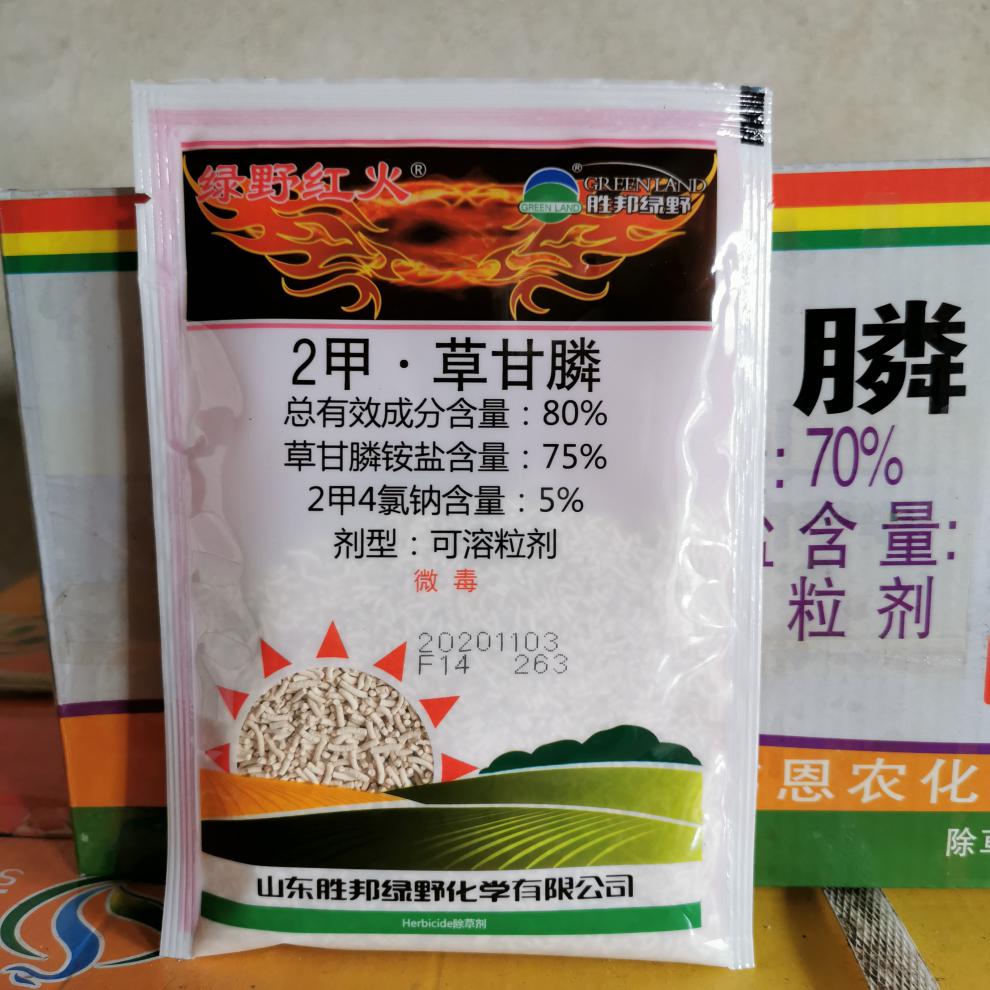 绿野红火®
® GREENLAND
GREEN LAND
胜邦绿野
2甲·草甘膦
总有效成分含量：80%
草甘膦铵盐含量：75%
2甲4氯钠含量：5%
剂型：可溶粒剂
微毒
20201103
F14 263
山东胜邦绿野化学有限公司
Herbicide除草剂
膦
: 70%
含量:
粒剂
恩农化
除